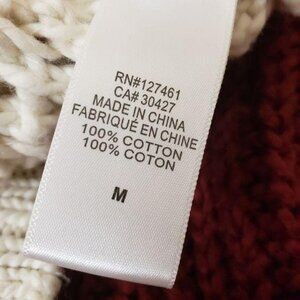 RN#127461
CA# 30427
MADE IN CHINA
FABRIQUÉ EN CHINE
100% COTTON
100% COTON
M